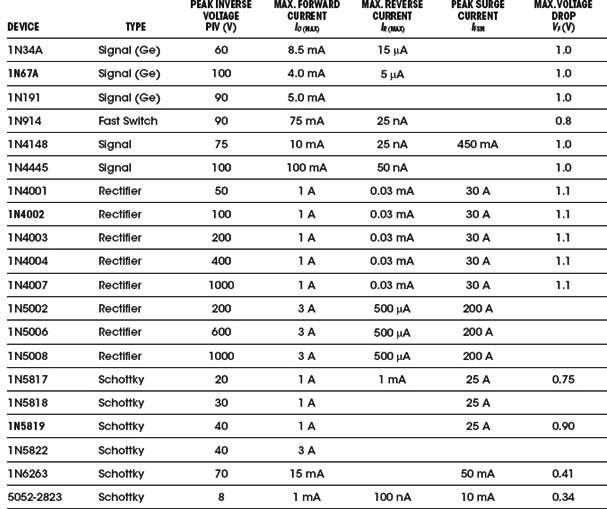 PEAK INVERSE MAX. FORWARD MAX. REVERSE PEAK SURGE MAX. VOLTAGE
VOLTAGE CURRENT CURRENT CURRENT DROP
DEVICE TYPE PIV (V) I0 (MAX) IR (MAX) IFSM VF (V)
1N34A Signal (Ge) 60 8.5 mA 15 µA 1.0
1N67A Signal (Ge) 100 4.0 mA 5 µA 1.0
1N191 Signal (Ge) 90 5.0 mA 1.0
1N914 Fast Switch 90 75 mA 25 nA 0.8
1N4148 Signal 75 10 mA 25 nA 450 mA 1.0
1N4445 Signal 100 100 mA 50 nA 1.0
1N4001 Rectifier 50 1 A 0.03 mA 30 A 1.1
1N4002 Rectifier 100 1 A 0.03 mA 30 A 1.1
1N4003 Rectifier 200 1 A 0.03 mA 30 A 1.1
1N4004 Rectifier 400 1 A 0.03 mA 30 A 1.1
1N4007 Rectifier 1000 1 A 0.03 mA 30 A 1.1
1N5002 Rectifier 200 3 A 500 µA 200 A
1N5006 Rectifier 600 3 A 500 µA 200 A
1N5008 Rectifier 1000 3 A 500 µA 200 A
1N5817 Schottky 20 1 A 1 mA 25 A 0.75
1N5818 Schottky 30 1 A 25 A
1N5819 Schottky 40 1 A 25 A 0.90
1N5822 Schottky 40 3 A
1N6263 Schottky 70 15 mA 50 mA 0.41
5052-2823 Schottky 8 1 mA 100 nA 10 mA 0.34